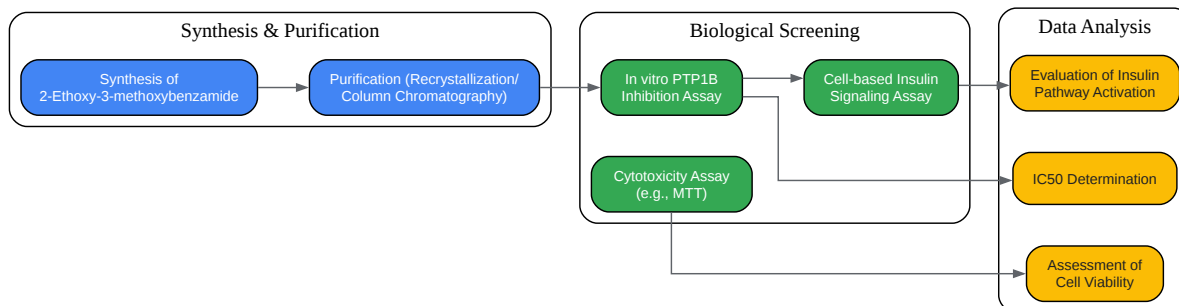 Synthesis & Purification
Synthesis of
2-Ethoxy-3-methoxybenzamide
Purification (Recrystallization/
Column Chromatography)
Biological Screening
In vitro PTP1B
Inhibition Assay
Cell-based Insulin
Signaling Assay
Cytotoxicity Assay
(e.g., MTT)
Data Analysis
Evaluation of Insulin
Pathway Activation
IC50 Determination
Assessment of
Cell Viability